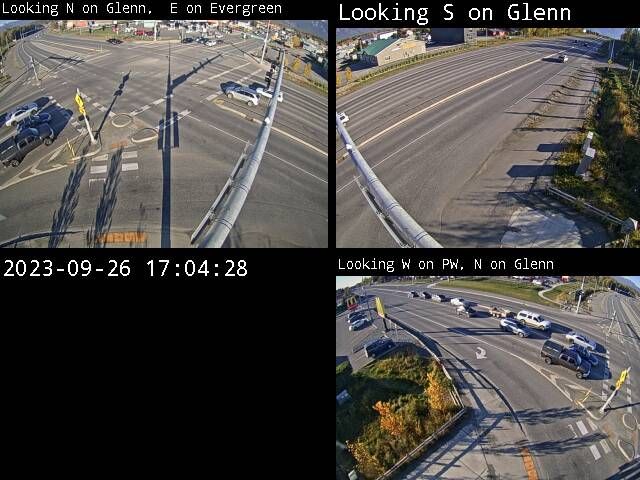 Looking N on Glenn,  E on Evergreen
Looking S on Glenn
2023-09-26 17:04:28
Looking W on PW, N on Glenn